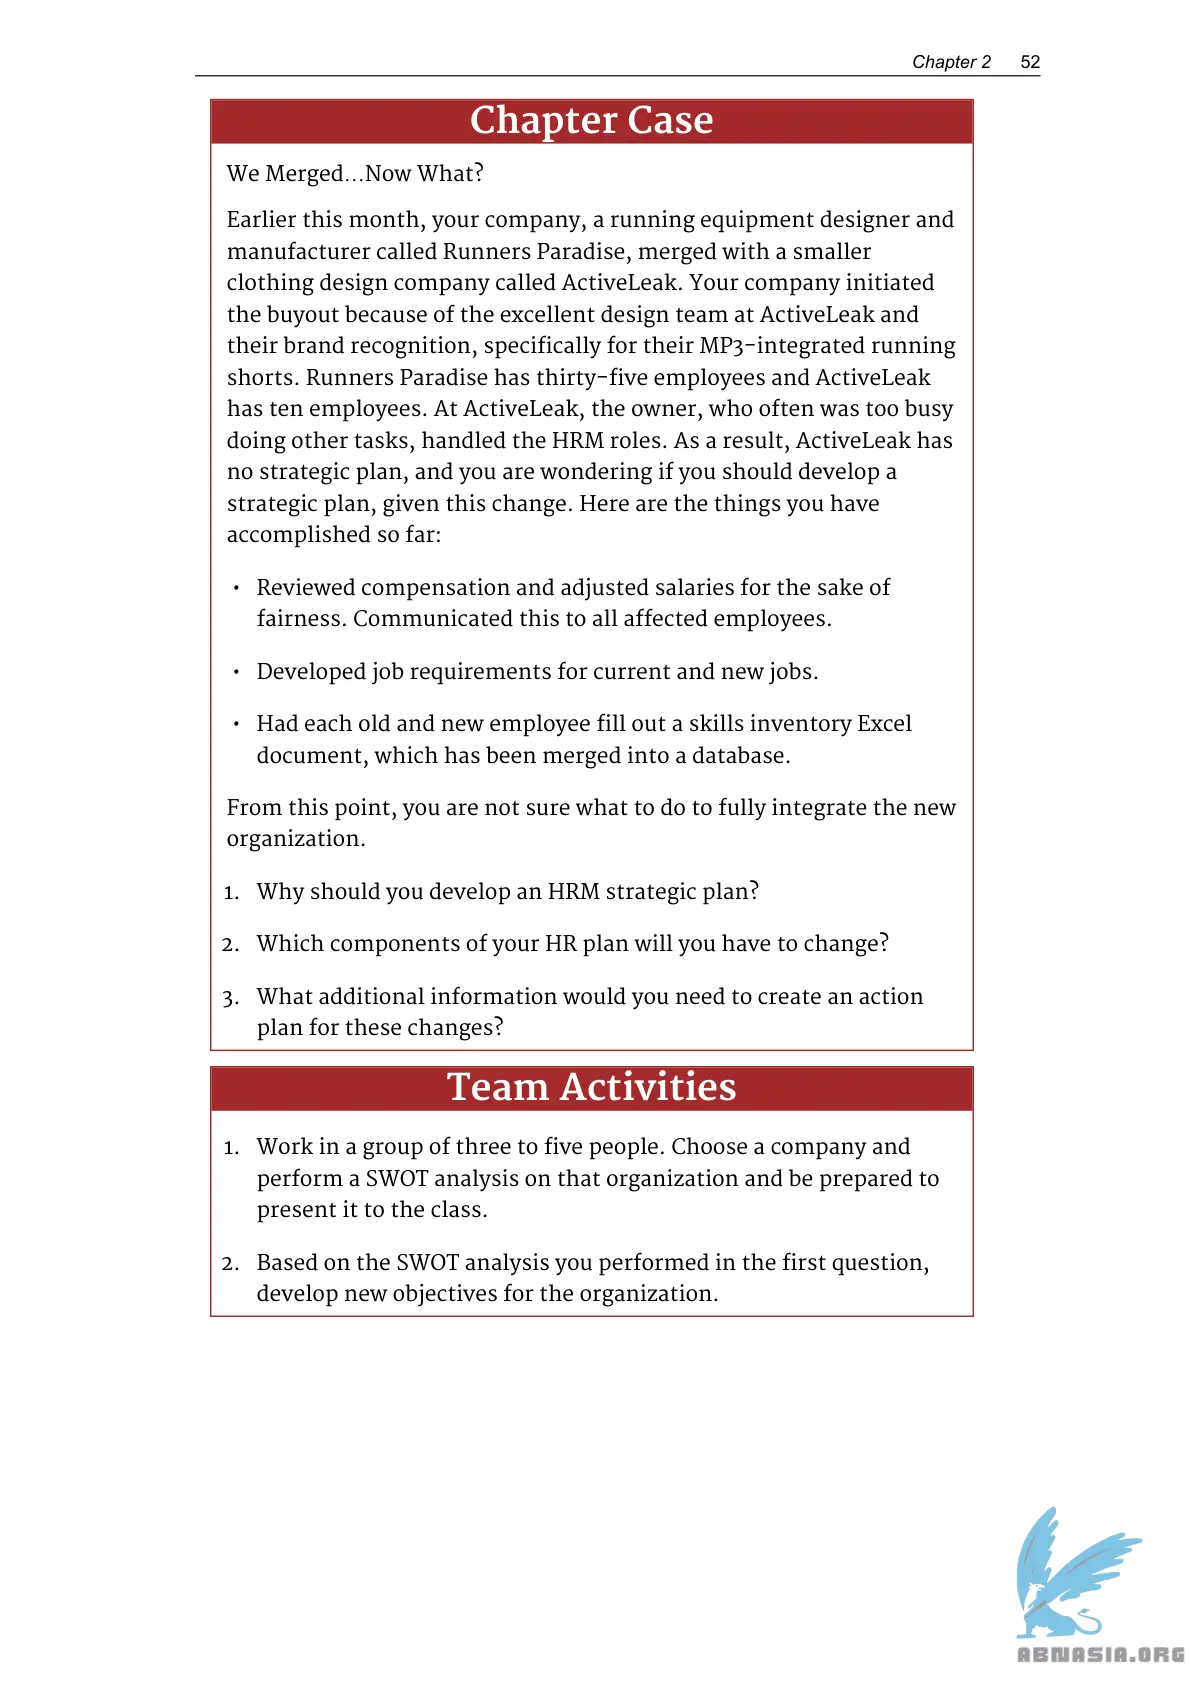 Chapter 2 52
Chapter Case
We Merged…Now What?
Earlier this month, your company, a running equipment designer and
manufacturer called Runners Paradise, merged with a smaller
clothing design company called ActiveLeak. Your company initiated
the buyout because of the excellent design team at ActiveLeak and
their brand recognition, specifically for their MP3-integrated running
shorts. Runners Paradise has thirty-five employees and ActiveLeak
has ten employees. At ActiveLeak, the owner, who often was too busy
doing other tasks, handled the HRM roles. As a result, ActiveLeak has
no strategic plan, and you are wondering if you should develop a
strategic plan, given this change. Here are the things you have
accomplished so far:
• Reviewed compensation and adjusted salaries for the sake of
fairness. Communicated this to all affected employees.
• Developed job requirements for current and new jobs.
• Had each old and new employee fill out a skills inventory Excel
document, which has been merged into a database.
From this point, you are not sure what to do to fully integrate the new
organization.
1. Why should you develop an HRM strategic plan?
2. Which components of your HR plan will you have to change?
3. What additional information would you need to create an action
plan for these changes?
Team Activities
1. Work in a group of three to five people. Choose a company and
perform a SWOT analysis on that organization and be prepared to
present it to the class.
2. Based on the SWOT analysis you performed in the first question,
develop new objectives for the organization.
ABNASIA.ORG